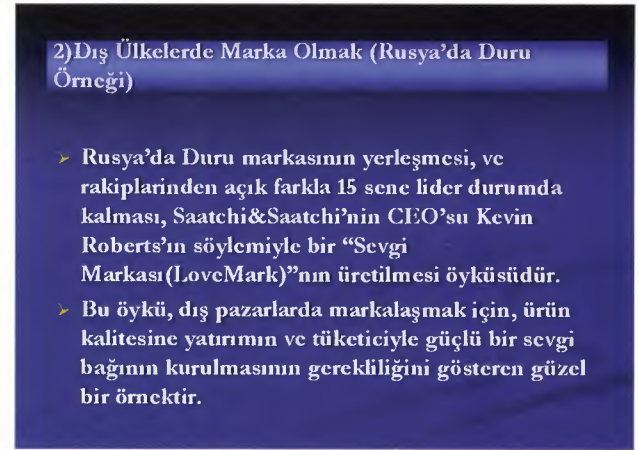 2)Dış Ülkelerde Marka Olmak (Rusya’da Duru
Örneği)
➢ Rusya’da Duru markasının yerleşmesi, ve
rakiplarinden açık farkla 15 sene lider durumda
kalması, Saatchi&Saatchi’nin CEO’su Kevin
Roberts’ın söylemiyle bir “Sevgi
Markası(LoveMark)”nın üretilmesi öyküsüdür.
➢ Bu öykü, dış pazarlarda markalaşmak için, ürün
kalitesine yatırımın ve tüketiciyle güçlü bir sevgi
bağının kurulmasının gerekliliğini gösteren güzel
bir örnektir.